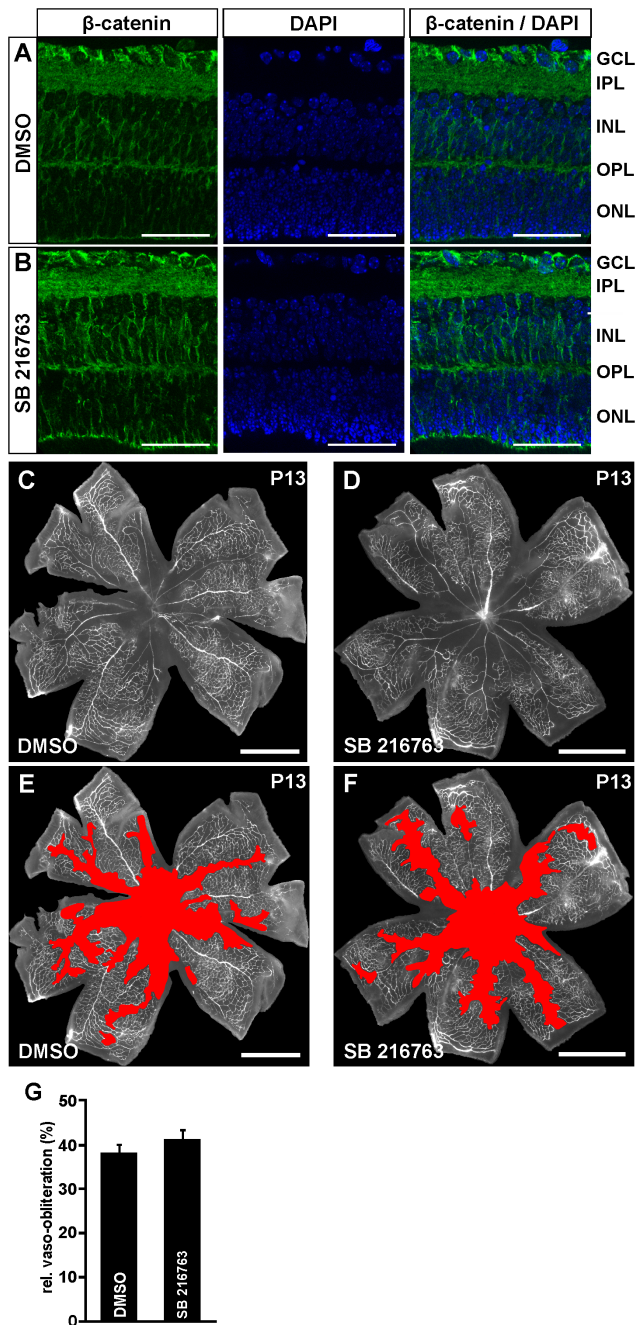 β-catenin
DAPI
β-catenin / DAPI
A
DMSO
GCL
IPL
INL
OPL
ONL
B
SB 216763
GCL
IPL
INL
OPL
ONL
C
P13
DMSO
D
P13
SB 216763
E
P13
DMSO
F
P13
SB 216763
G
rel. vaso-obliteration (%)
50
40
30
20
10
0
DMSO
SB 216763